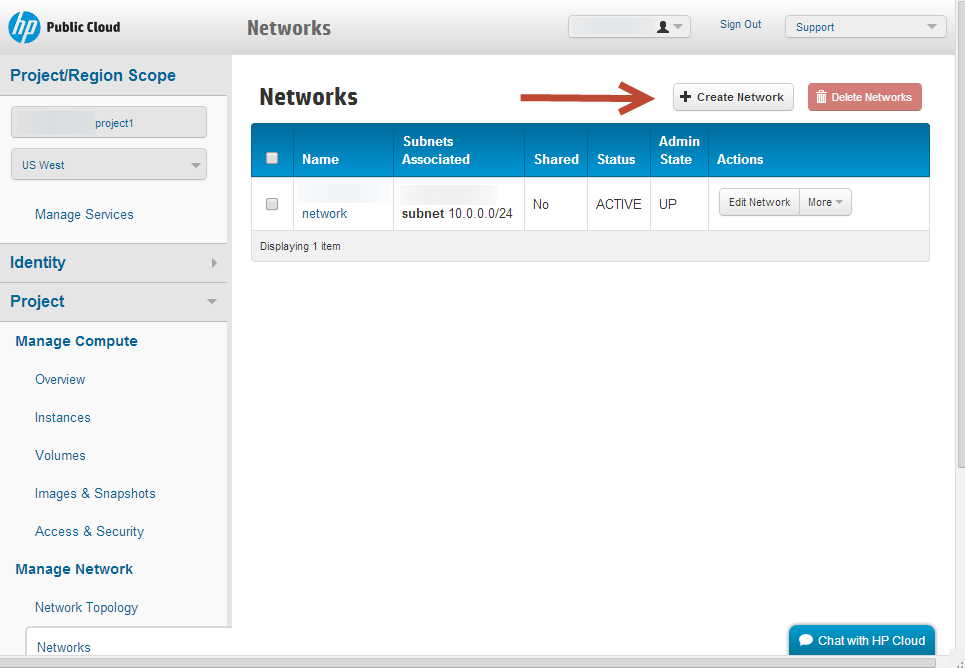 hp Public Cloud
Networks
Sign Out
Support
Project/Region Scope
project1
US West
Manage Services
Identity
Project
Manage Compute
Overview
Instances
Volumes
Images & Snapshots
Access & Security
Manage Network
Network Topology
Networks
Networks
Create Network
Delete Networks
Name
Subnets
Associated
Shared
Status
Admin
State
Actions
network
subnet 10.0.0.0/24
No
ACTIVE
UP
Edit Network
More
Displaying 1 item
Chat with HP Cloud